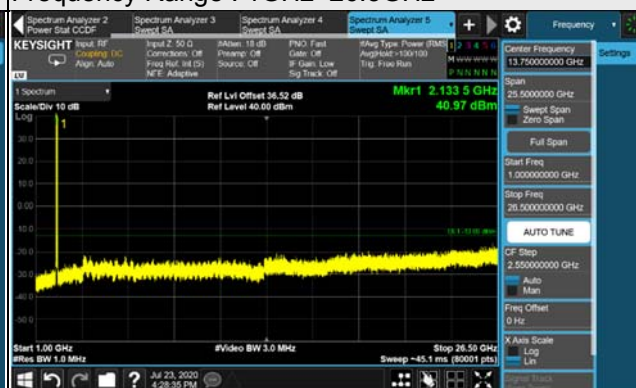 Frequency Range : 1GHz~26.5GHz
Spectrum Analyzer 2
Power Stat CCDF
Spectrum Analyzer 3
Swept SA
Spectrum Analyzer 4
Swept SA
Spectrum Analyzer 5
Swept SA
Frequency
KEYSIGHT
Input: RF
Coupling: DC
Align: Auto
Input Z: 50 Ω
Corrections: Off
Freq Ref: Int (S)
NFE: Adaptive
#Atten: 18 dB
Preamp: Off
Source: Off
PNO: Fast
Gate: Off
IF Gain: Low
Sig Track: Off
#Avg Type: Power (RMS)
Avg|Hold:>100/100
Trig: Free Run
1 2 3 4 5 6
M W W W W W
P N N N N N
LW
1 Spectrum
Scale/Div 10 dB
Log
Ref Lvl Offset 36.52 dB
Ref Level 40.00 dBm
Mkr1 2.133 5 GHz
40.97 dBm
1
30.0
20.0
10.0
0.00
-10.0
-20.0
-30.0
-40.0
-50.0
DL1 -13.00 dBm
Start 1.00 GHz
#Res BW 1.0 MHz
#Video BW 3.0 MHz
Stop 26.50 GHz
Sweep ~45.1 ms (80001 pts)
Jul 23, 2020
4:28:35 PM
Center Frequency
13.750000000 GHz
Settings
Span
25.5000000 GHz
Swept Span
Zero Span
Full Span
Start Freq
1.000000000 GHz
Stop Freq
26.500000000 GHz
AUTO TUNE
CF Step
2.550000000 GHz
Auto
Man
Freq Offset
0 Hz
X Axis Scale
Log
Lin
Signal Track